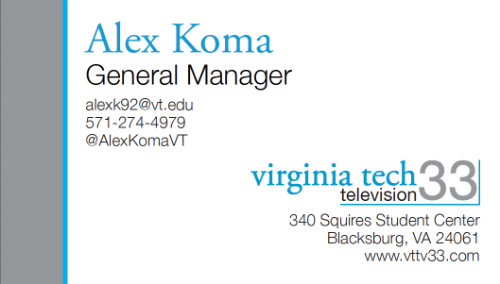 Alex Koma
General Manager
alexk92@vt.edu
571-274-4979
@AlexKomaVT
virginia tech 33
television
340 Squires Student Center
Blacksburg, VA 24061
www.vttv33.com